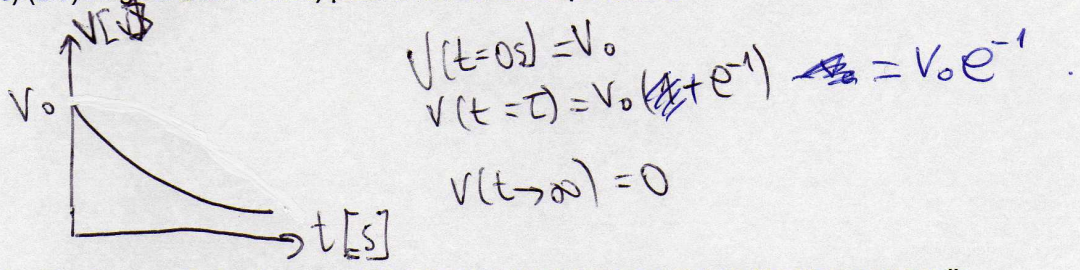 V[V]
V(t=0s) = V₀
V(t=τ) = V₀( + e⁻¹) = V₀e⁻¹
V₀
V(t→∞) = 0
t[s]